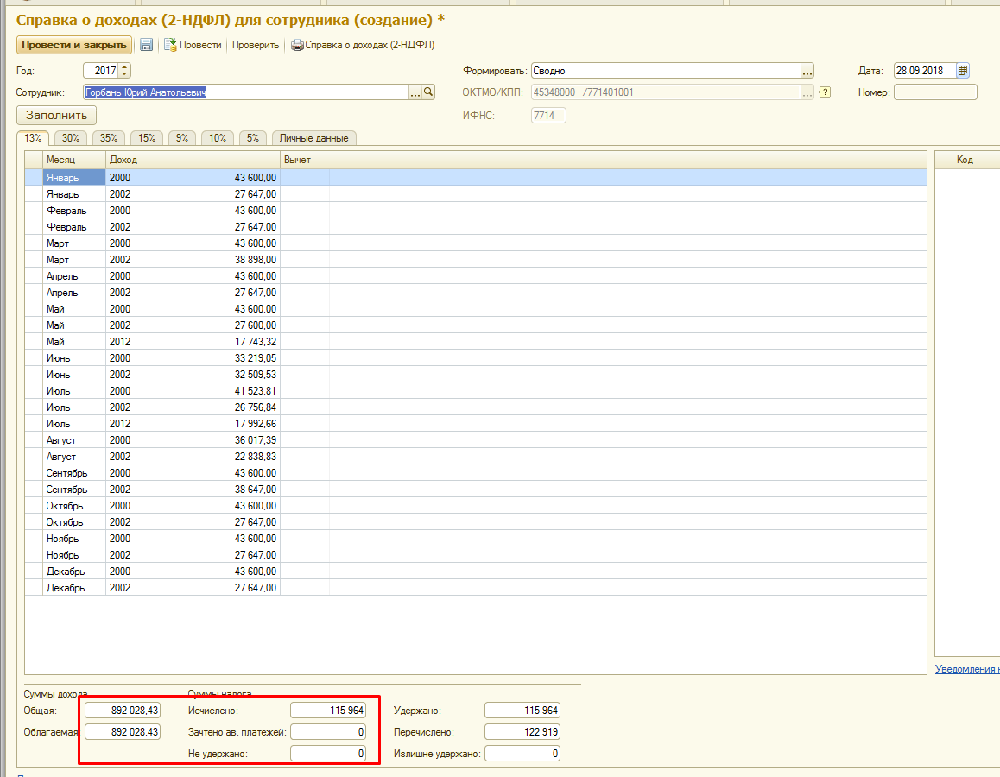 Справка о доходах (2-НДФЛ) для сотрудника (создание) *
Провести и закрыть Провести Проверить Справка о доходах (2-НДФЛ)
Год: 2017 Формировать: Сводно ... Дата: 28.09.2018
Сотрудник: Горбань Юрий Анатольевич ... ОКТМО/КПП: 45348000 /771401001 ... ? Номер:
Заполнить ИФНС: 7714
13% 30% 35% 15% 9% 10% 5% Личные данные
Месяц Доход Вычет Код
Январь 2000 43 600,00
Январь 2002 27 647,00
Февраль 2000 43 600,00
Февраль 2002 27 647,00
Март 2000 43 600,00
Март 2002 38 898,00
Апрель 2000 43 600,00
Апрель 2002 27 647,00
Май 2000 43 600,00
Май 2002 27 600,00
Май 2012 17 743,32
Июнь 2000 33 219,05
Июнь 2002 32 509,53
Июль 2000 41 523,81
Июль 2002 26 756,84
Июль 2012 17 992,66
Август 2000 36 017,39
Август 2002 22 838,83
Сентябрь 2000 43 600,00
Сентябрь 2002 38 647,00
Октябрь 2000 43 600,00
Октябрь 2002 27 647,00
Ноябрь 2000 43 600,00
Ноябрь 2002 27 647,00
Декабрь 2000 43 600,00
Декабрь 2002 27 647,00
Уведомления
Суммы дохода Суммы налога
Общая: 892 028,43 Исчислено: 115 964 Удержано: 115 964
Облагаемая 892 028,43 Зачтено ав. платежей: 0 Перечислено: 122 919
Не удержано: 0 Излишне удержано: 0